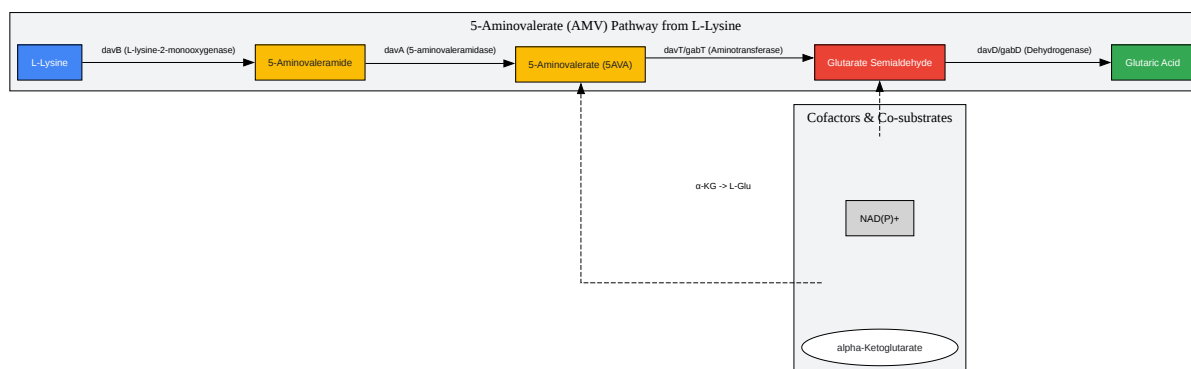 5-Aminovalerate (AMV) Pathway from L-Lysine
L-Lysine
davB (L-lysine-2-monooxygenase)
5-Aminovaleramide
davA (5-aminovaleramidase)
5-Aminovalerate (5AVA)
davT/gabT (Aminotransferase)
Glutarate Semialdehyde
davD/gabD (Dehydrogenase)
Glutaric Acid
Cofactors & Co-substrates
α-KG -> L-Glu
NAD(P)+
alpha-Ketoglutarate